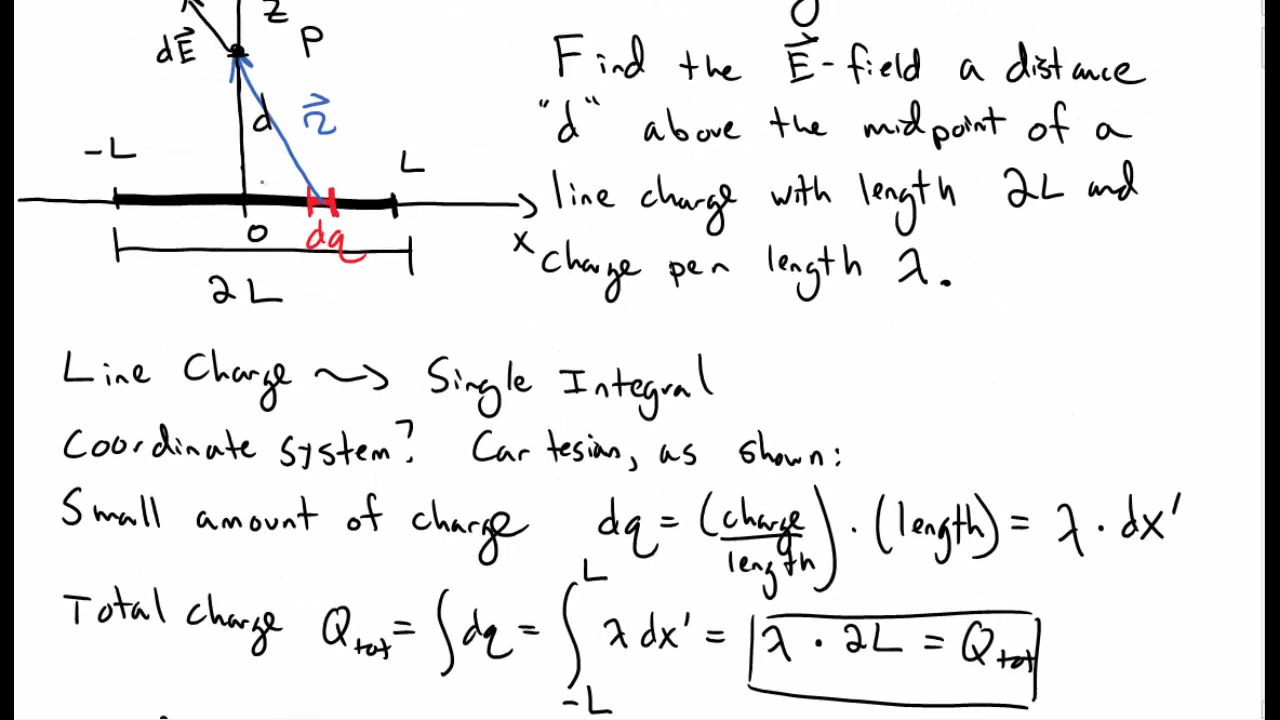 z
dE⃗
P
d
r⃗
-L
L
0
dq
x
2L
Find the E⃗-field a distance
"d" above the midpoint of a
line charge with length 2L and
charge per length λ.
Line Charge ⇝ Single Integral
Coordinate system? Cartesian, as shown:
Small amount of charge dq = (charge/length) · (length) = λ · dx'
Total charge Q_tot = ∫dq = ∫_{-L}^{L} λ dx' = λ · 2L = Q_tot